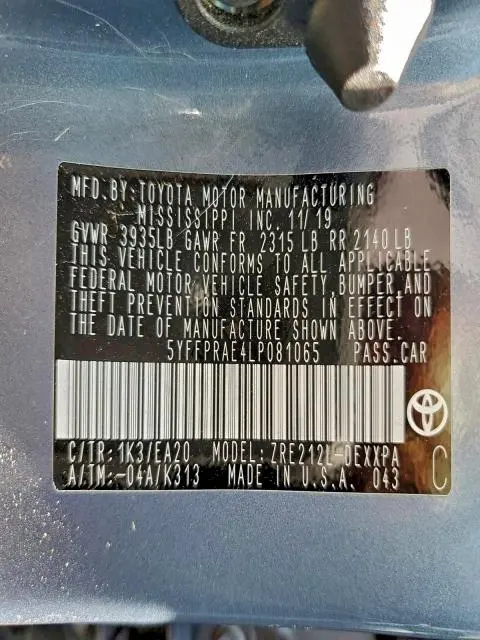 MFD. BY: TOYOTA MOTOR MANUFACTURING
MISSISSIPPI INC. 11/19
GVWR 3935LB GAWR FR 2315 LB RR 2140 LB
THIS VEHICLE CONFORMS TO ALL APPLICABLE
FEDERAL MOTOR VEHICLE SAFETY, BUMPER, AND
THEFT PREVENTION STANDARDS IN EFFECT ON
THE DATE OF MANUFACTURE SHOWN ABOVE.
5YFFPRAE4LP081065 PASS. CAR
C/TR: 1K3/EA20 MODEL: ZRE212L-DEXXPA
A/TM: -04A/K313 MADE IN U.S.A. 043 C